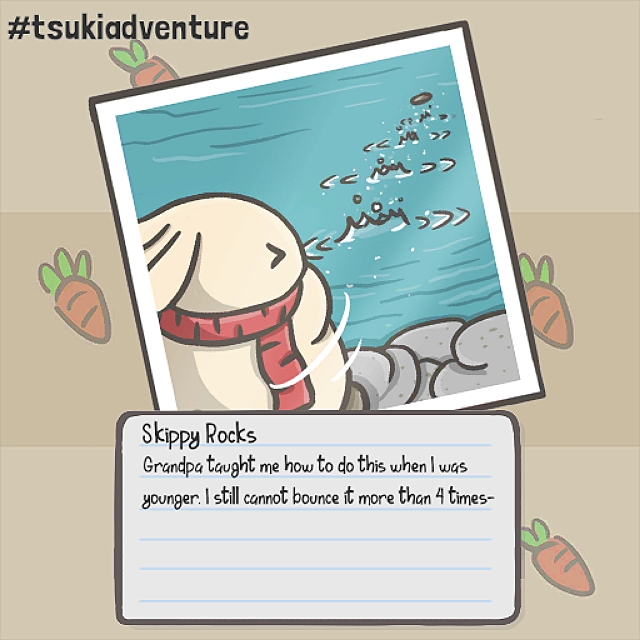 #tsukiadventure
Skippy Rocks
Grandpa taught me how to do this when I was
younger. I still cannot bounce it more than 4 times-